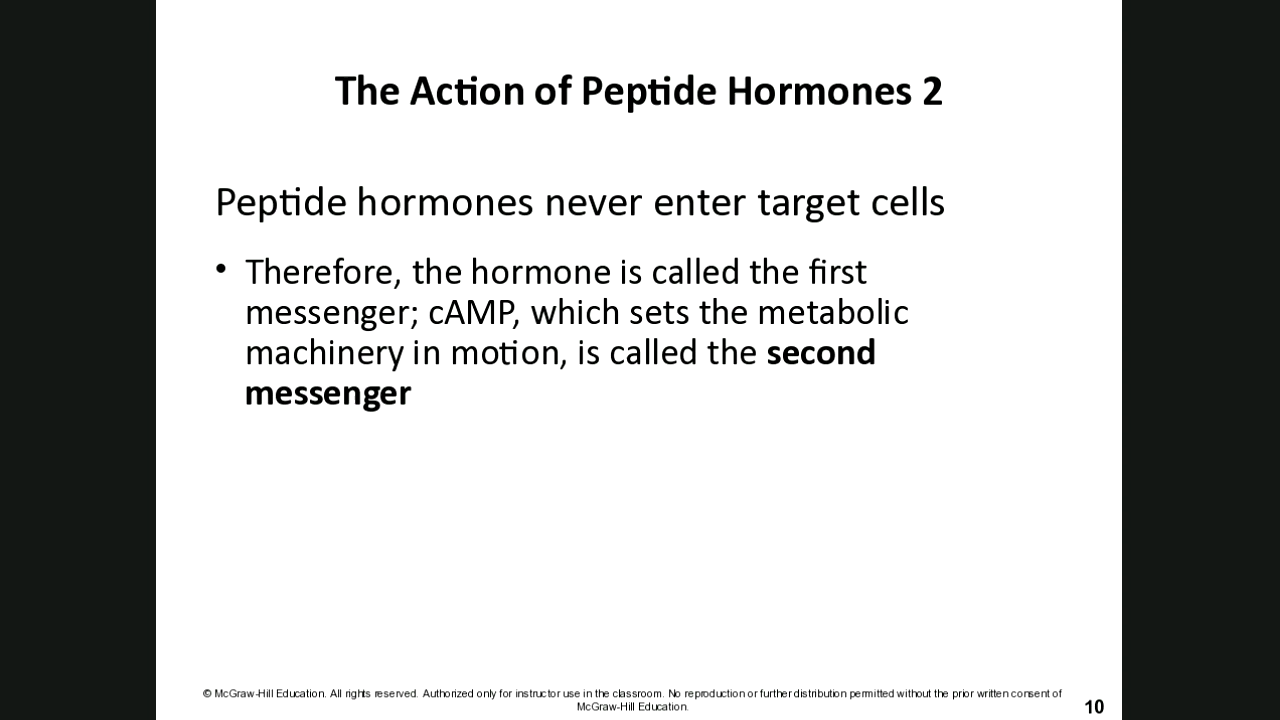 The Action of Peptide Hormones 2
Peptide hormones never enter target cells
• Therefore, the hormone is called the first
messenger; cAMP, which sets the metabolic
machinery in motion, is called the second
messenger
© McGraw-Hill Education. All rights reserved. Authorized only for instructor use in the classroom. No reproduction or further distribution permitted without the prior written consent of
McGraw-Hill Education.
10